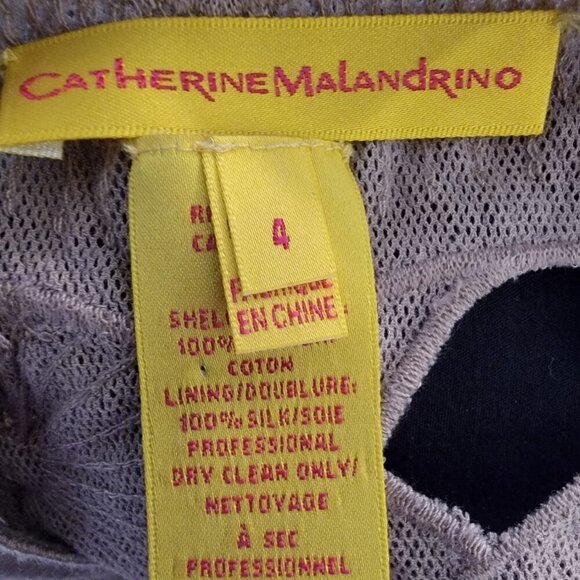 CATHERINE MALANDRINO
4
EN CHINE
100%
COTON
LINING/DOUBLURE:
100% SILK/SOIE
PROFESSIONAL
DRY CLEAN ONLY/
NETTOYAGE
À SEC
PROFESSIONNEL